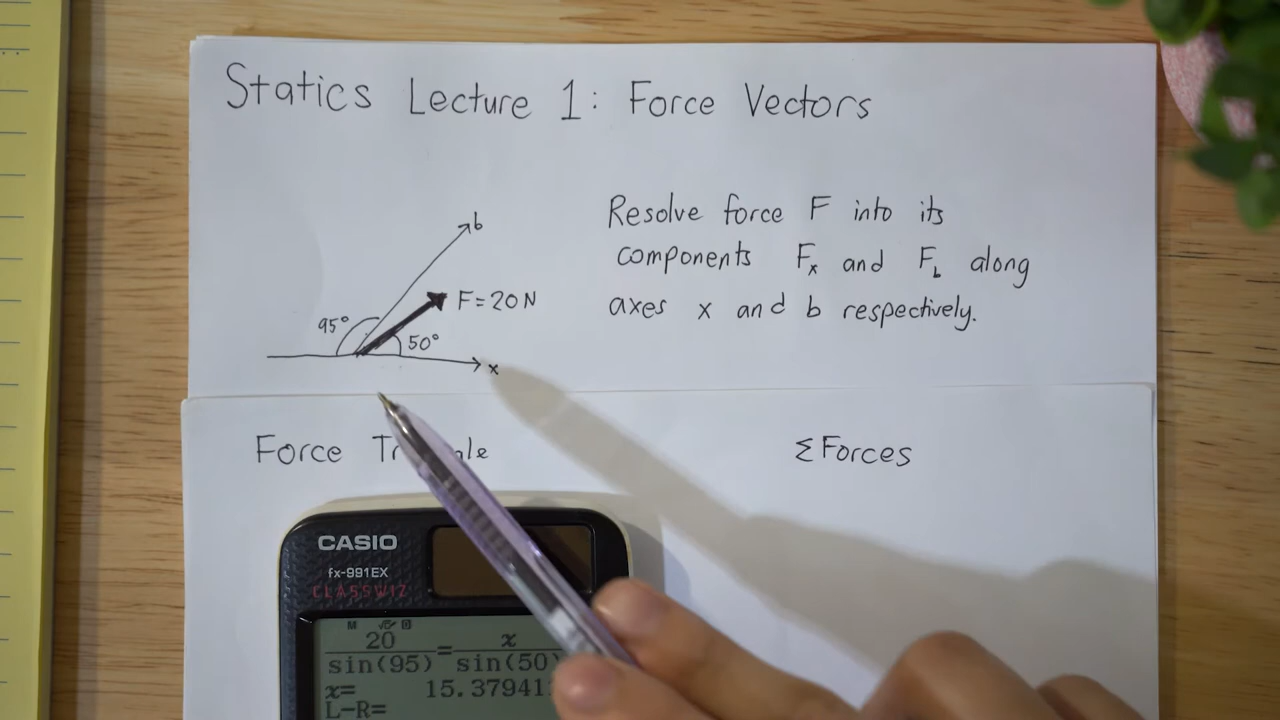 Statics Lecture 1: Force Vectors
b
F=20N
95°
50°
x
Resolve force F into its
components Fx and Fb along
axes x and b respectively.
Force
ΣForces
CASIO
fx-991EX
CLASSWIZ
M √ D
20/sin(95)=x/sin(50)
x= 15.37941
L-R=